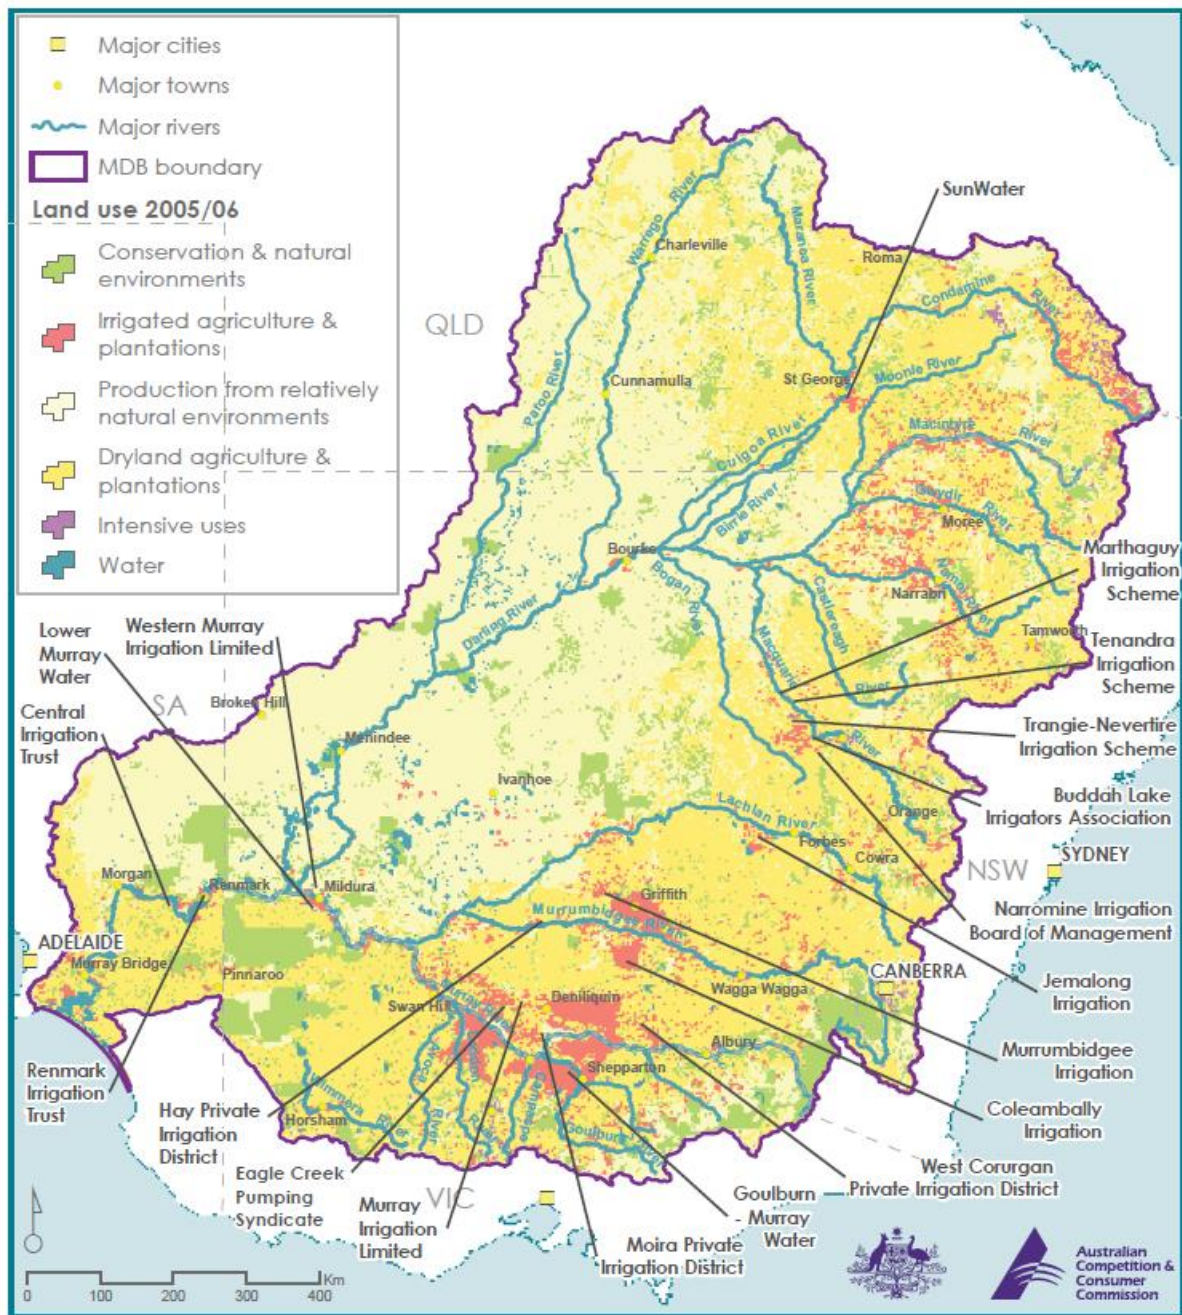 Major cities
Major towns
Major rivers
MDB boundary
Land use 2005/06
Conservation & natural
environments
Irrigated agriculture &
plantations
Production from relatively
natural environments
Dryland agriculture &
plantations
Intensive uses
Water
QLD
SunWater
Warrego
River
Charleville
Maranoa River
Roma
Condamine
River
Paroo River
Cunnamulla
St George
Moonie River
Culgoa River
Macintyre
River
Birrie River
Gwydir
River
Moree
Bourke
Bogan
River
Castlereagh
River
Narrabri
Namoi River
Tamworth
Darling River
Macquarie
River
Marthaguy
Irrigation
Scheme
Tenandra
Irrigation
Scheme
Trangie-Nevertire
Irrigation Scheme
Buddah Lake
Irrigators Association
Lower
Murray
Water
Western Murray
Irrigation Limited
SA
Broken Hill
Central
Irrigation
Trust
Menindee
Ivanhoe
Lachlan River
Orange
Forbes
Cowra
NSW
SYDNEY
Narromine Irrigation
Board of Management
Morgan
Renmark
Mildura
Griffith
Murrumbidgee River
ADELAIDE
Murray Bridge
Pinnaroo
CANBERRA
Wagga Wagga
Jemalong
Irrigation
Swan Hill
Murray
Deniliquin
Albury
Murrumbidgee
Irrigation
Shepparton
Renmark
Irrigation
Trust
Wimmera
River
Horsham
Avoca
River
Campaspe
Goulburn
River
Coleambally
Irrigation
Hay Private
Irrigation
District
Eagle Creek
Pumping
Syndicate
VIC
Murray
Irrigation
Limited
Moira Private
Irrigation District
Goulburn
- Murray
Water
West Corurgan
Private Irrigation District
Km
0 100 200 300 400
Australian
Competition &
Consumer
Commission